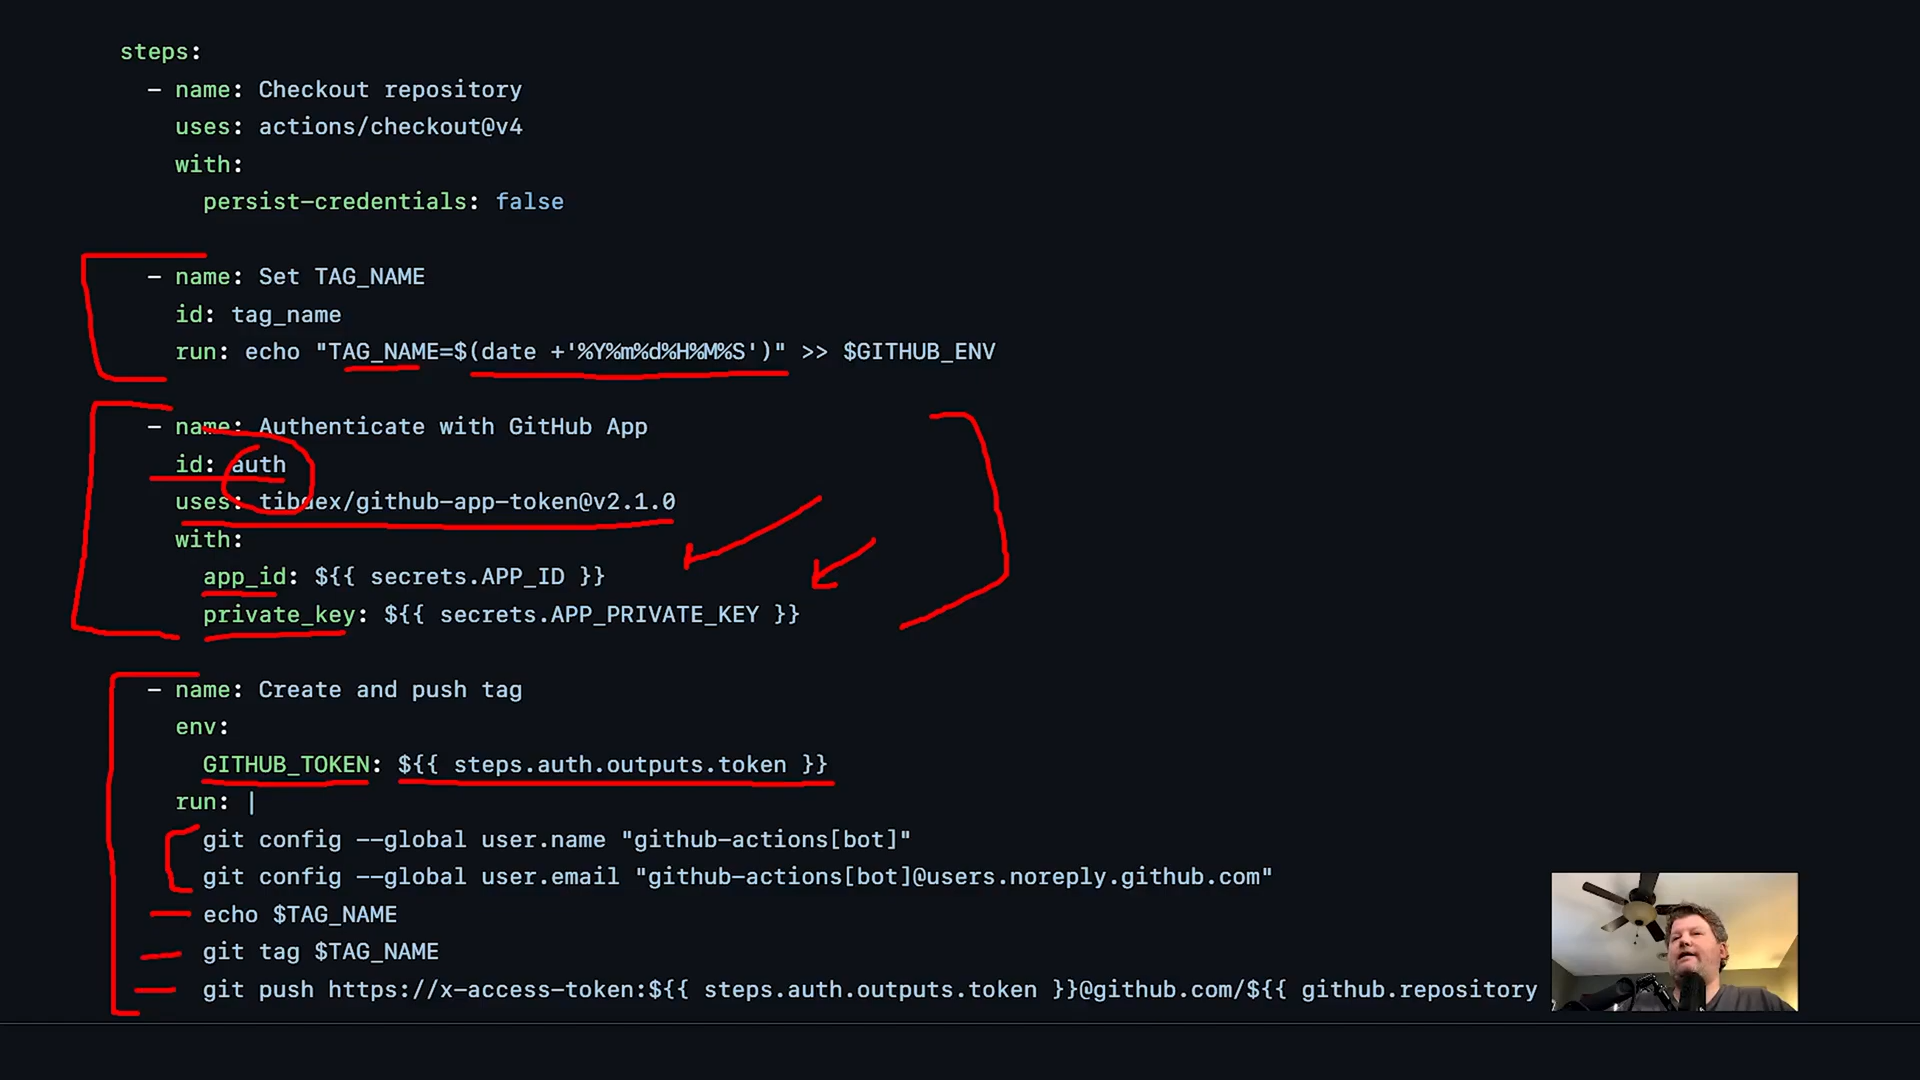 steps:
- name: Checkout repository
uses: actions/checkout@v4
with:
persist-credentials: false
- name: Set TAG_NAME
id: tag_name
run: echo "TAG_NAME=$(date +'%Y%m%d%H%M%S')" >> $GITHUB_ENV
- name: Authenticate with GitHub App
id: auth
uses: tibdex/github-app-token@v2.1.0
with:
app_id: ${{ secrets.APP_ID }}
private_key: ${{ secrets.APP_PRIVATE_KEY }}
- name: Create and push tag
env:
GITHUB_TOKEN: ${{ steps.auth.outputs.token }}
run: |
git config --global user.name "github-actions[bot]"
git config --global user.email "github-actions[bot]@users.noreply.github.com"
echo $TAG_NAME
git tag $TAG_NAME
git push https://x-access-token:${{ steps.auth.outputs.token }}@github.com/${{ github.repository